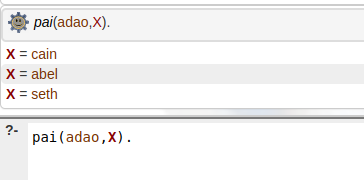 pai(adao,X).
X = cain
X = abel
X = seth
?- pai(adao,X).